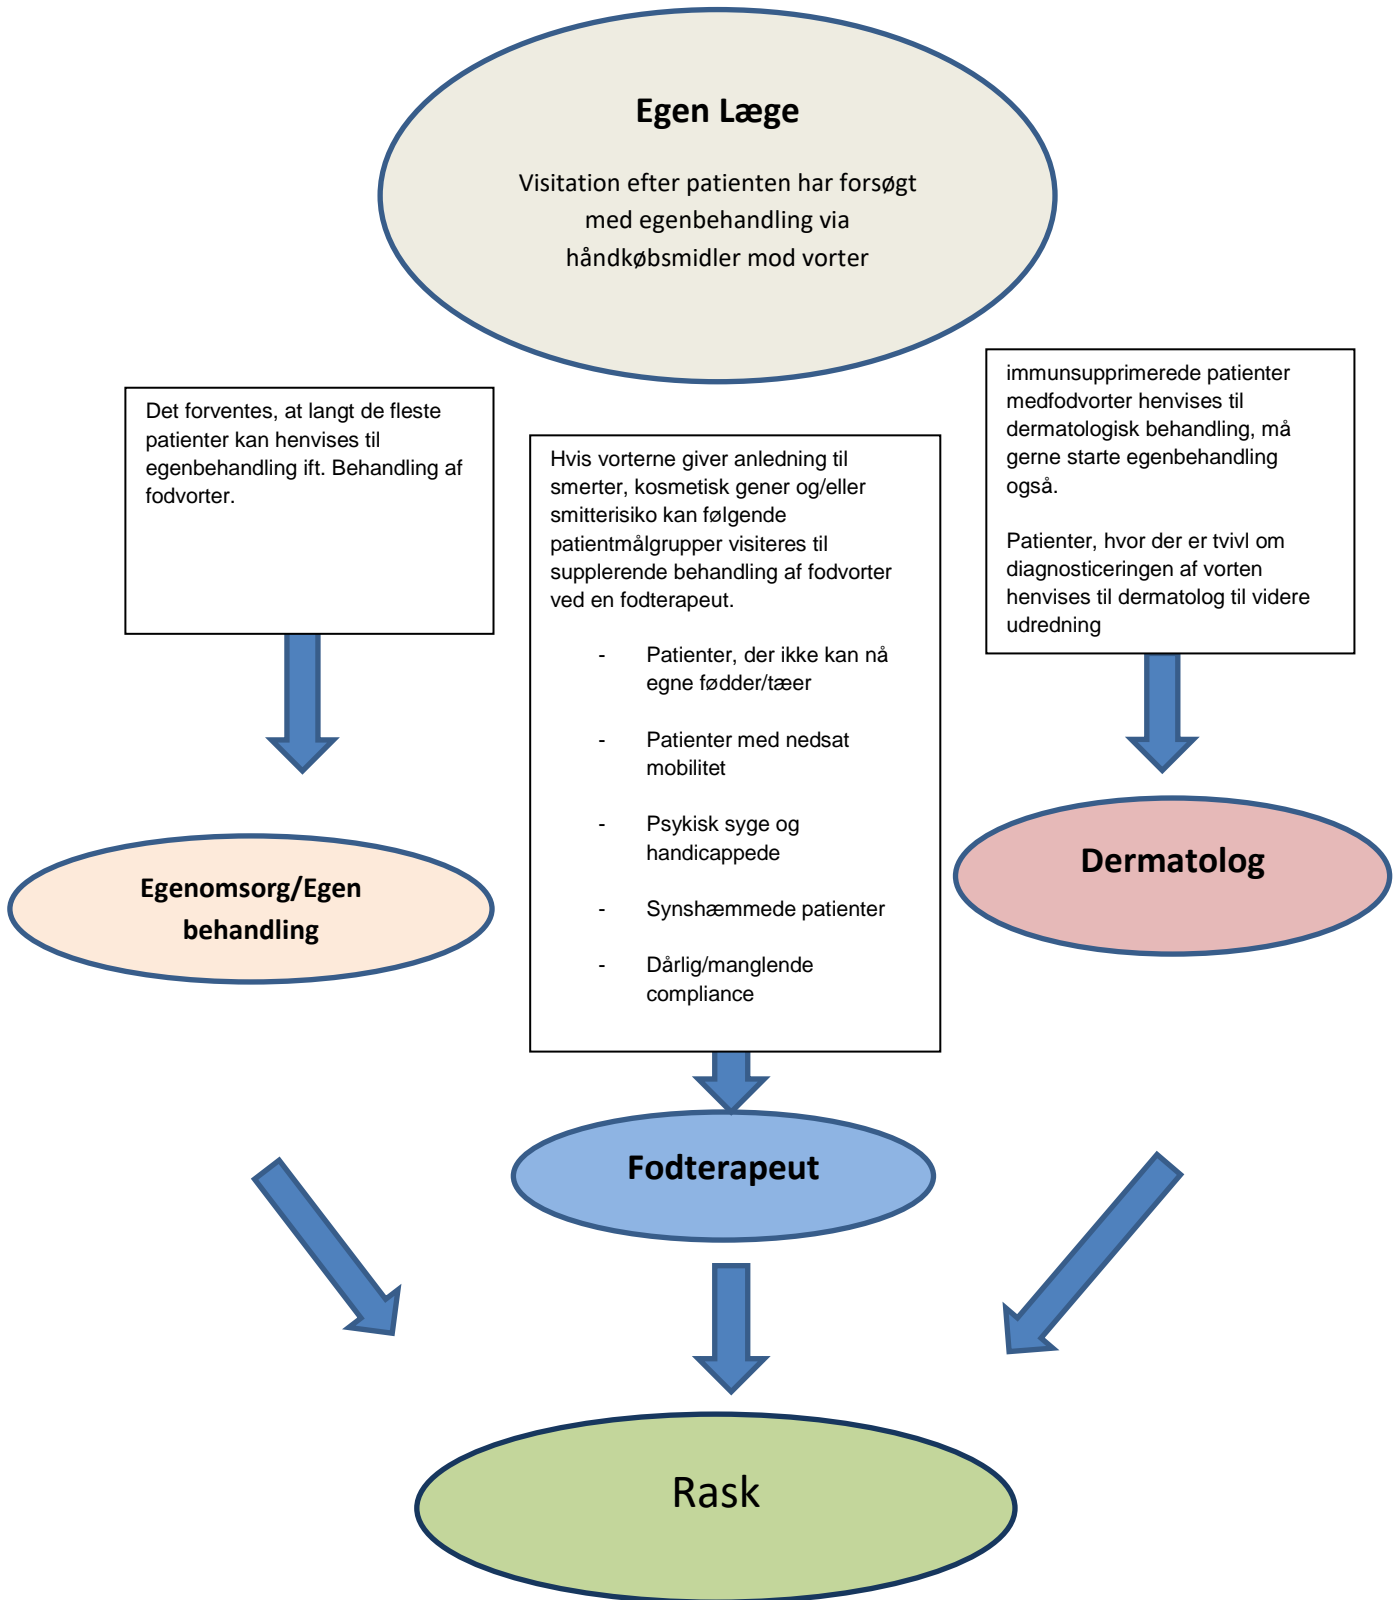 Egen Læge
Visitation efter patienten har forsøgt
med egenbehandling via
håndkøbsmidler mod vorter
Det forventes, at langt de fleste
patienter kan henvises til
egenbehandling ift. Behandling af
fodvorter.
Hvis vorterne giver anledning til
smerter, kosmetisk gener og/eller
smitterisiko kan følgende
patientmålgrupper visiteres til
supplerende behandling af fodvorter
ved en fodterapeut.
- Patienter, der ikke kan nå
egne fødder/tæer
- Patienter med nedsat
mobilitet
- Psykisk syge og
handicappede
- Synshæmmede patienter
- Dårlig/manglende
compliance
immunsupprimerede patienter
medfodvorter henvises til
dermatologisk behandling, må
gerne starte egenbehandling
også.
Patienter, hvor der er tvivl om
diagnosticeringen af vorten
henvises til dermatolog til videre
udredning
Egenomsorg/Egen
behandling
Dermatolog
Fodterapeut
Rask